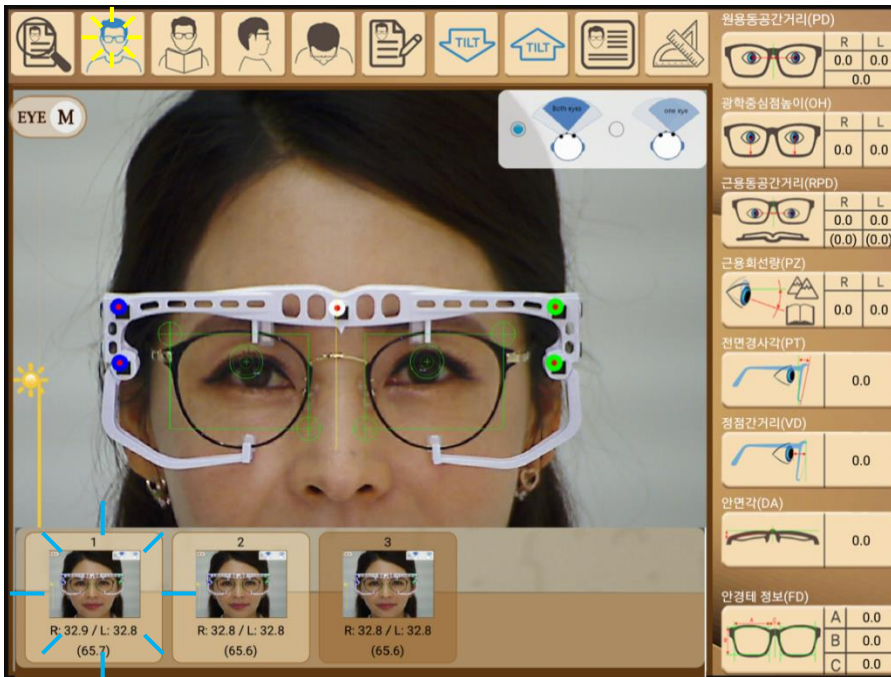 TILT
TILT
EYE M
Both eyes
one eye
원용동공간거리(PD)
R L
0.0 0.0
0.0
광학중심점높이(OH)
R L
0.0 0.0
근용동공간거리(RPD)
R L
0.0 0.0
(0.0) (0.0)
근용회선량(PZ)
R L
0.0 0.0
전면경사각(PT)
0.0
정점간거리(VD)
0.0
안면각(DA)
0.0
안경테 정보(FD)
A 0.0
B 0.0
C 0.0
1
R: 32.9 / L: 32.8
(65.7)
2
R: 32.8 / L: 32.8
(65.6)
3
R: 32.8 / L: 32.8
(65.6)